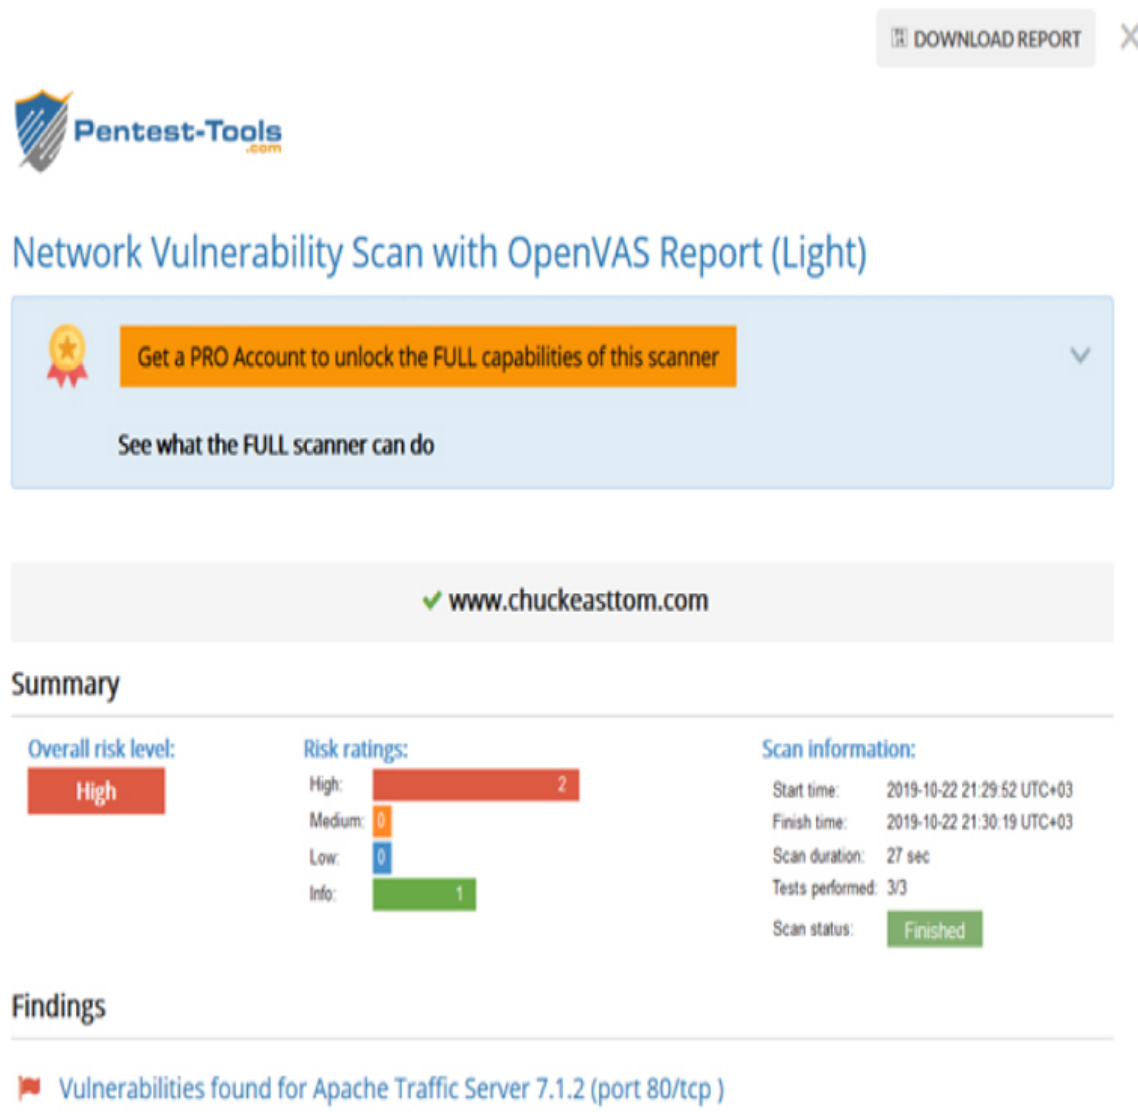 DOWNLOAD REPORT X
Pentest-Tools
.com
Network Vulnerability Scan with OpenVAS Report (Light)
Get a PRO Account to unlock the FULL capabilities of this scanner
See what the FULL scanner can do
www.chuckeasttom.com
Summary
Overall risk level:
High
Risk ratings:
High: 2
Medium: 0
Low: 0
Info: 1
Scan information:
Start time: 2019-10-22 21:29:52 UTC+03
Finish time: 2019-10-22 21:30:19 UTC+03
Scan duration: 27 sec
Tests performed: 3/3
Scan status: Finished
Findings
Vulnerabilities found for Apache Traffic Server 7.1.2 (port 80/tcp )